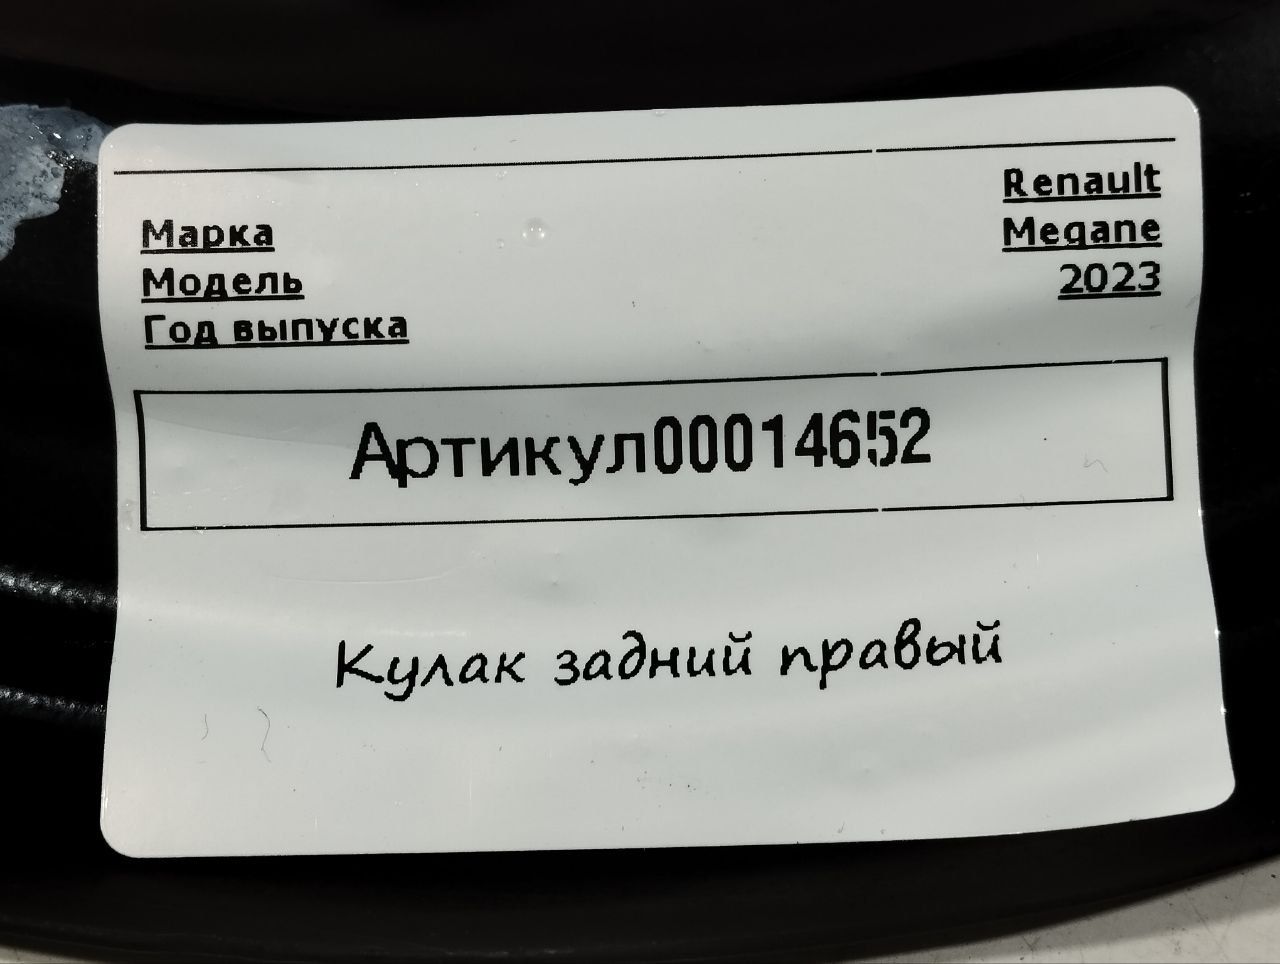 Марка Renault
Модель Megane
Год выпуска 2023
Артикул00014652
Кулак задний правый